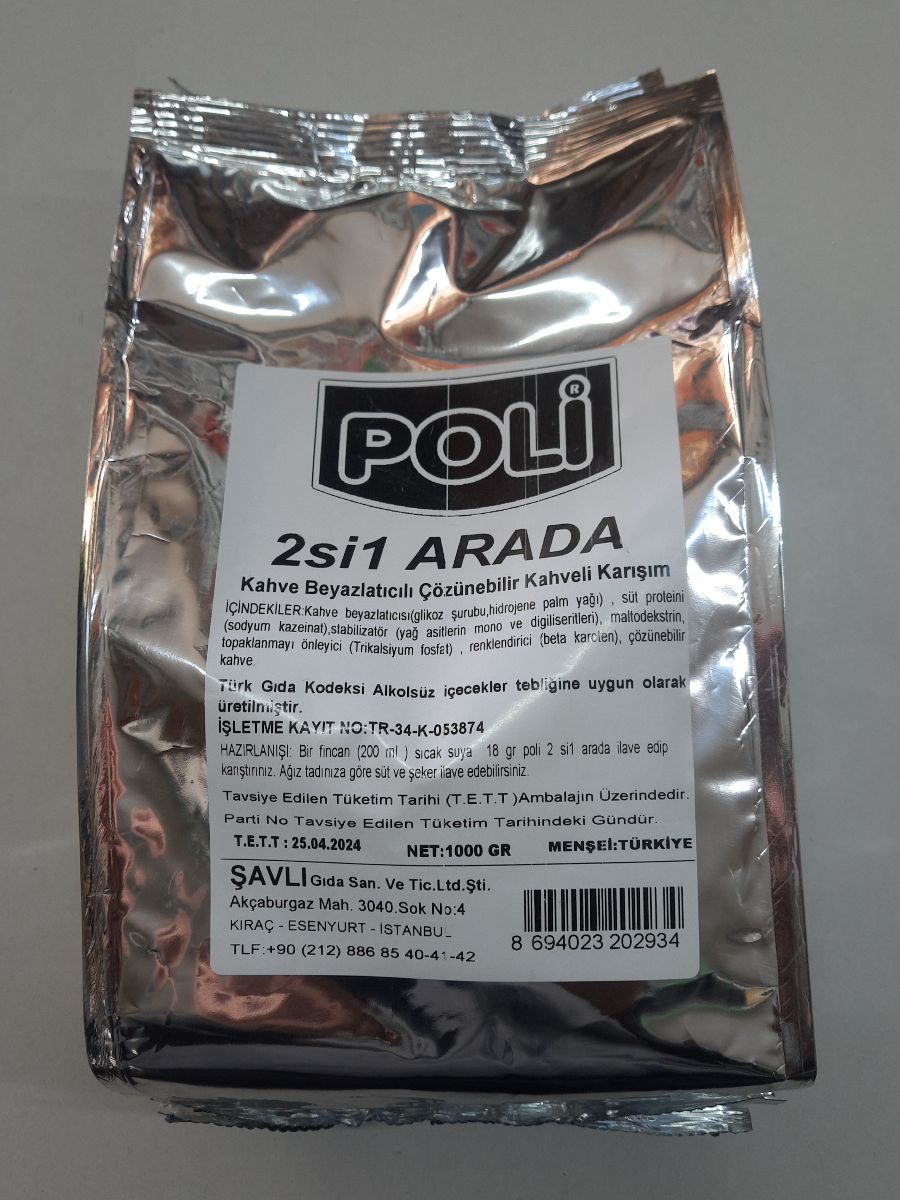 POLİ®
2si1 ARADA
Kahve Beyazlatıcılı Çözünebilir Kahveli Karışım
İÇİNDEKİLER:Kahve beyazlatıcısı(glikoz şurubu,hidrojene palm yağı) , süt proteini
(sodyum kazeinat),stabilizatör (yağ asitlerin mono ve digiliseritleri), maltodekstrin,
topaklanmayı önleyici (Trikalsiyum fosfat) , renklendirici (beta karoten), çözünebilir
kahve.
Türk Gıda Kodeksi Alkolsüz içecekler tebliğine uygun olarak
üretilmiştir.
İŞLETME KAYIT NO:TR-34-K-053874
HAZIRLANIŞI: Bir fincan (200 ml ) sıcak suya 18 gr poli 2 si1 arada ilave edip
karıştırınız. Ağız tadınıza göre süt ve şeker ilave edebilirsiniz.
Tavsiye Edilen Tüketim Tarihi (T.E.T.T )Ambalajın Üzerindedir.
Parti No Tavsiye Edilen Tüketim Tarihindeki Gündür.
T.E.T.T : 25.04.2024 NET:1000 GR MENŞEİ:TÜRKİYE
ŞAVLI Gıda San. Ve Tic.Ltd.Şti.
Akçaburgaz Mah. 3040.Sok No:4
KIRAÇ - ESENYURT - İSTANBUL
TLF:+90 (212) 886 85 40-41-42
8 694023 202934